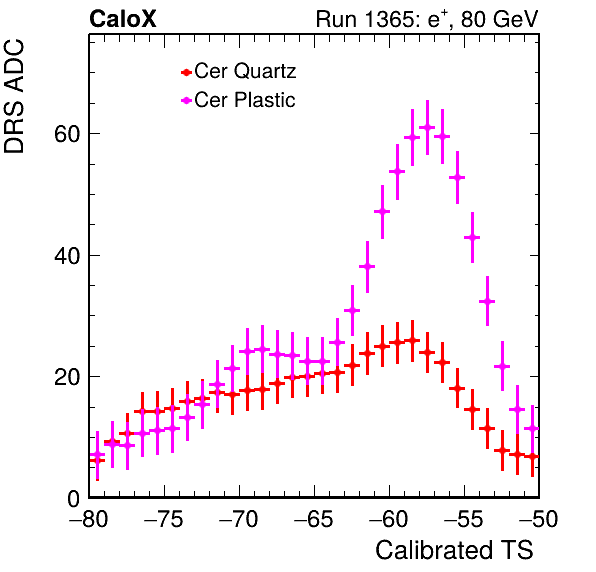 CaloX Run 1365: e⁺, 80 GeV
DRS ADC
Cer Quartz
Cer Plastic
60
40
20
0
−80 −75 −70 −65 −60 −55 −50
Calibrated TS